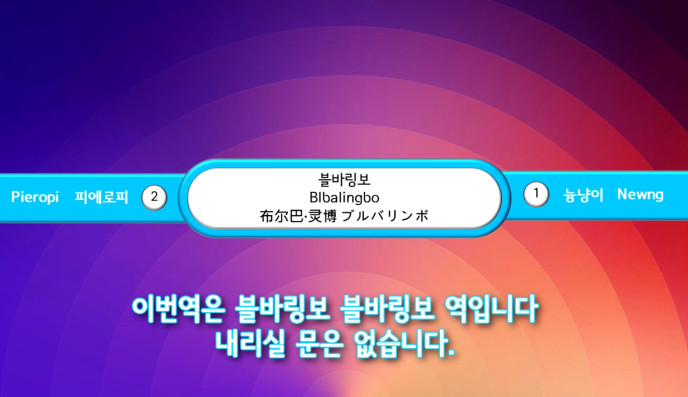 블바링보
Blbalingbo
布尔巴·灵博 ブルバリンボ
Pieropi 피에로피 2
1 늉냥이 Newng
이번역은 블바링보 블바링보 역입니다
내리실 문은 없습니다.